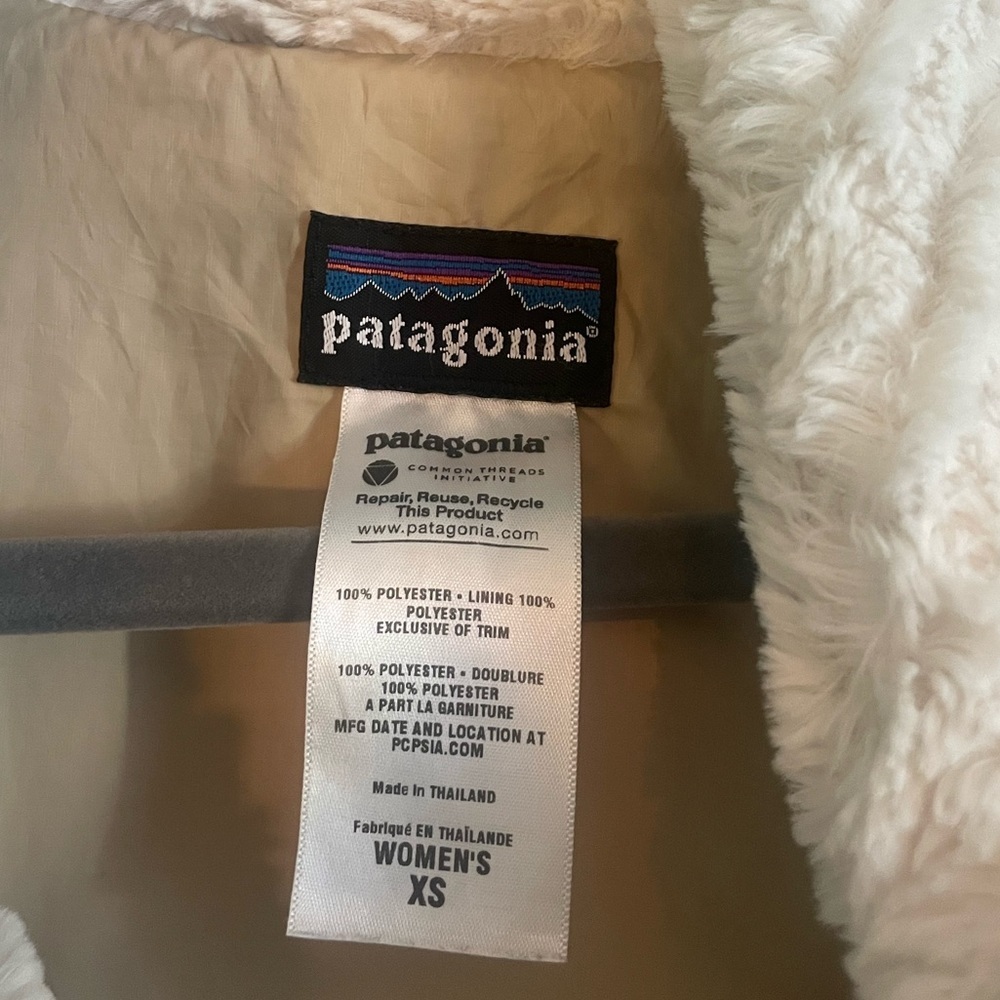 patagonia®
patagonia®
COMMON THREADS
INITIATIVE
Repair, Reuse, Recycle
This Product
www.patagonia.com
100% POLYESTER • LINING 100%
POLYESTER
EXCLUSIVE OF TRIM
100% POLYESTER • DOUBLURE
100% POLYESTER
A PART LA GARNITURE
MFG DATE AND LOCATION AT
PCPSIA.COM
Made in THAILAND
Fabriqué EN THAÏLANDE
WOMEN'S
XS